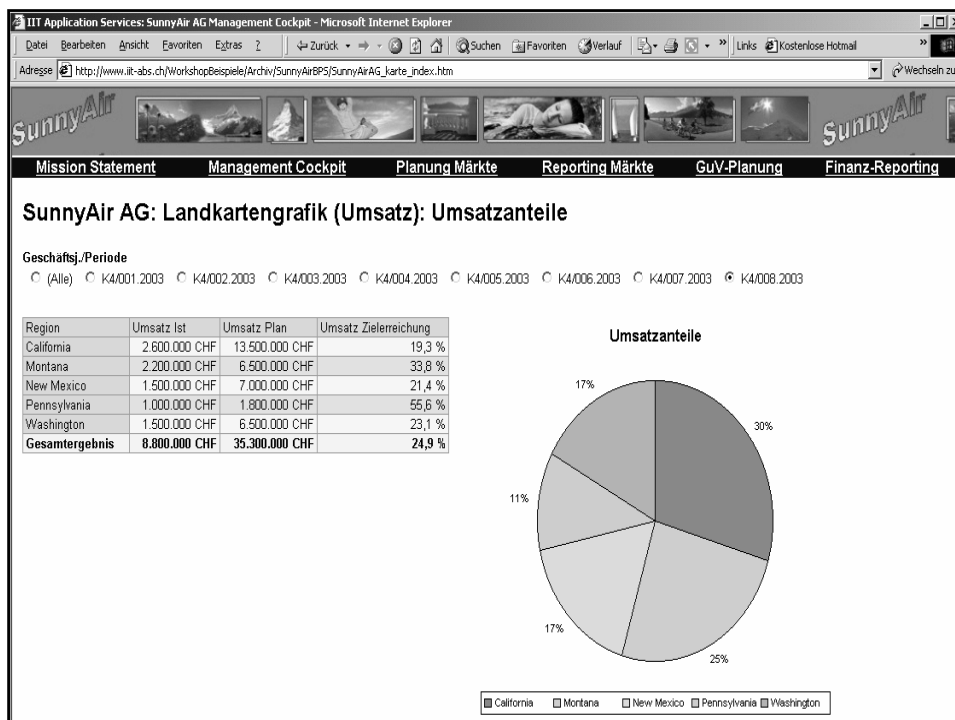 IIT Application Services: SunnyAir AG Management Cockpit - Microsoft Internet Explorer
Datei Bearbeiten Ansicht Favoriten Extras ? Zurück Suchen Favoriten Verlauf » Links Kostenlose Hotmail »
Adresse http://www.iit-abs.ch/WorkshopBeispiele/Archiv/SunnyAirBPS/SunnyAirAG_karte_index.htm Wechseln zu
SunnyAir SunnyAir
Mission Statement Management Cockpit Planung Märkte Reporting Märkte GuV-Planung Finanz-Reporting
SunnyAir AG: Landkartengrafik (Umsatz): Umsatzanteile
Geschäftsj./Periode
(Alle) K4/001.2003 K4/002.2003 K4/003.2003 K4/004.2003 K4/005.2003 K4/006.2003 K4/007.2003 K4/008.2003
Region Umsatz Ist Umsatz Plan Umsatz Zielerreichung
California 2.600.000 CHF 13.500.000 CHF 19,3 %
Montana 2.200.000 CHF 6.500.000 CHF 33,8 %
New Mexico 1.500.000 CHF 7.000.000 CHF 21,4 %
Pennsylvania 1.000.000 CHF 1.800.000 CHF 55,6 %
Washington 1.500.000 CHF 6.500.000 CHF 23,1 %
Gesamtergebnis 8.800.000 CHF 35.300.000 CHF 24,9 %
Umsatzanteile
17%
30%
11%
17%
25%
California Montana New Mexico Pennsylvania Washington